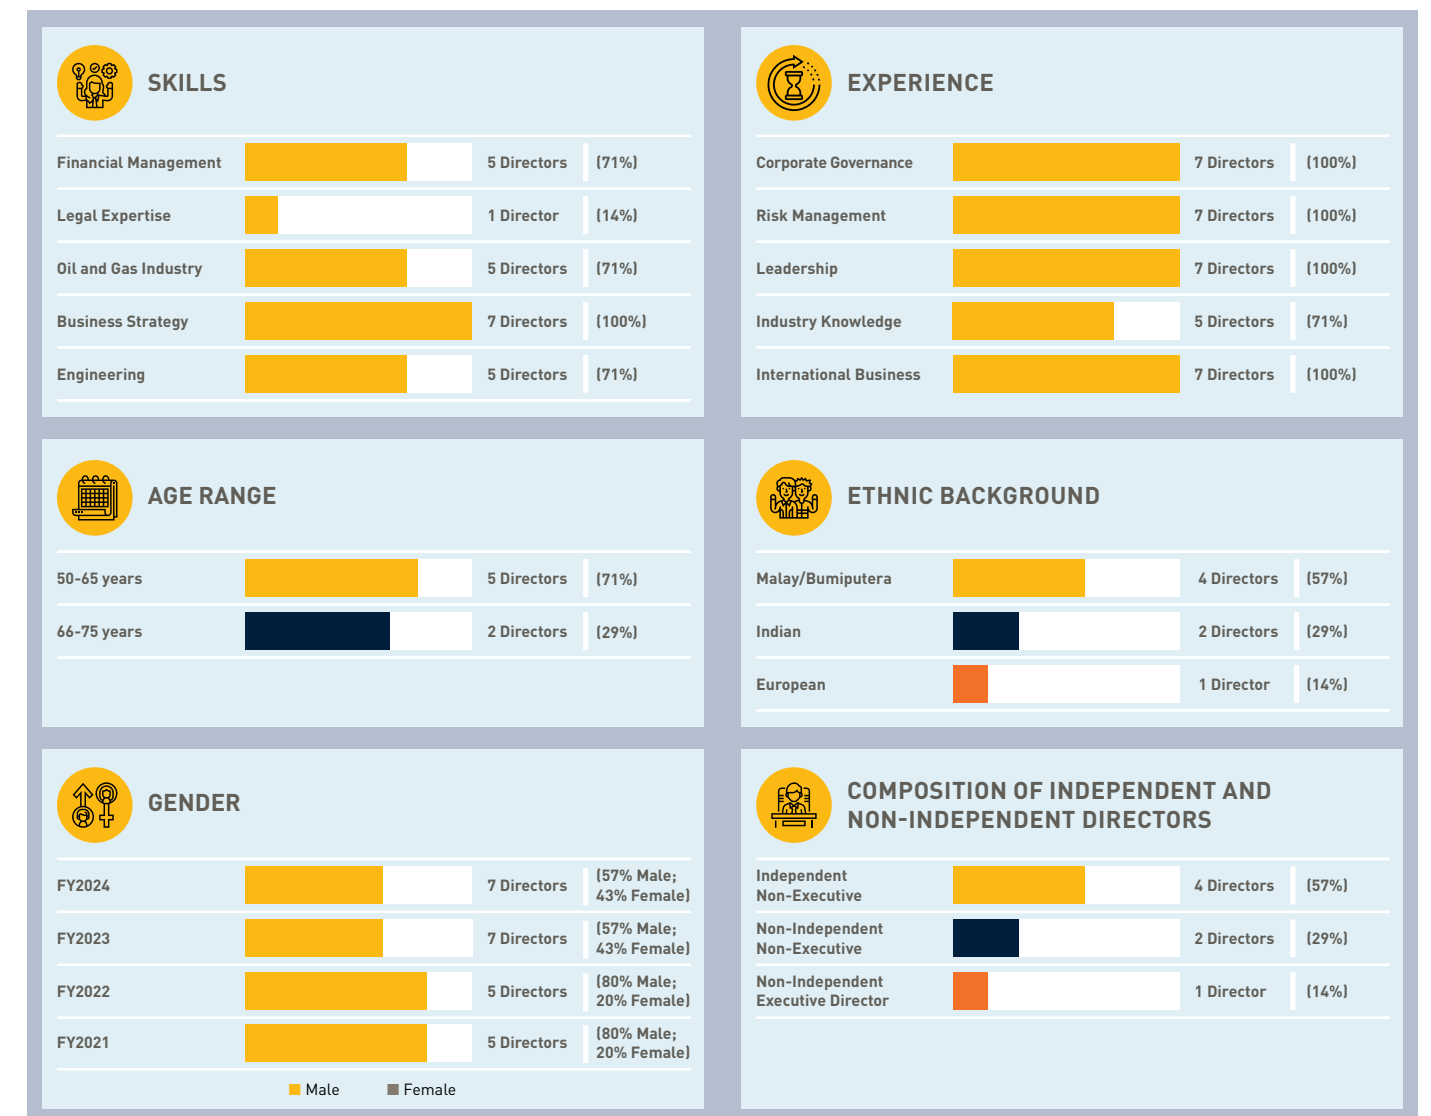 SKILLS
Financial Management 5 Directors (71%)
Legal Expertise 1 Director (14%)
Oil and Gas Industry 5 Directors (71%)
Business Strategy 7 Directors (100%)
Engineering 5 Directors (71%)
EXPERIENCE
Corporate Governance 7 Directors (100%)
Risk Management 7 Directors (100%)
Leadership 7 Directors (100%)
Industry Knowledge 5 Directors (71%)
International Business 7 Directors (100%)
AGE RANGE
50-65 years 5 Directors (71%)
66-75 years 2 Directors (29%)
ETHNIC BACKGROUND
Malay/Bumiputera 4 Directors (57%)
Indian 2 Directors (29%)
European 1 Director (14%)
GENDER
FY2024 7 Directors (57% Male;
43% Female)
FY2023 7 Directors (57% Male;
43% Female)
FY2022 5 Directors (80% Male;
20% Female)
FY2021 5 Directors (80% Male;
20% Female)
Male Female
COMPOSITION OF INDEPENDENT AND
NON-INDEPENDENT DIRECTORS
Independent
Non-Executive 4 Directors (57%)
Non-Independent
Non-Executive 2 Directors (29%)
Non-Independent
Executive Director 1 Director (14%)